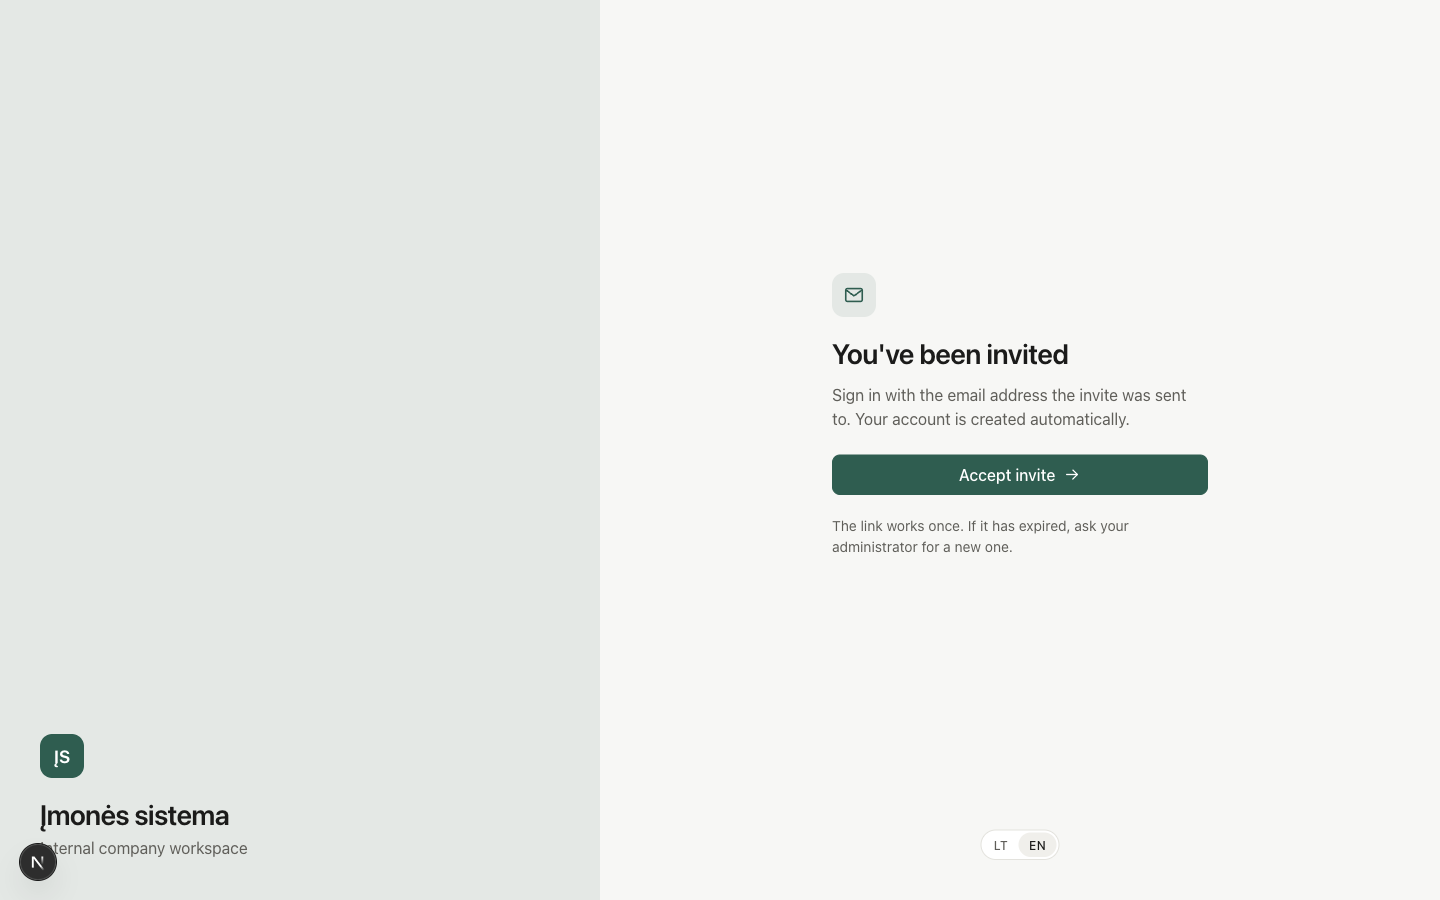 ĮS
Įmonės sistema
Internal company workspace
N
You've been invited
Sign in with the email address the invite was sent
to. Your account is created automatically.
Accept invite →
The link works once. If it has expired, ask your
administrator for a new one.
LT EN